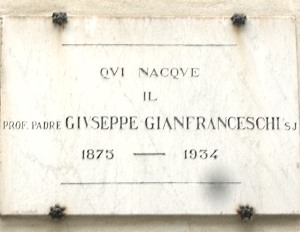 QVI NACQVE
IL
PROF. PADRE GIVSEPPE GIANFRANCESCHI S.J
1875 — 1934